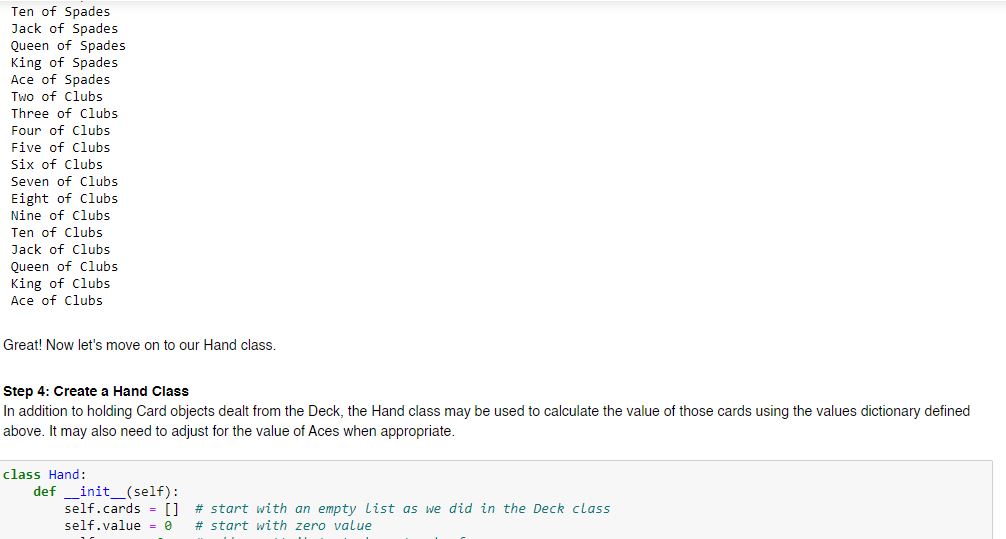 Ten of Spades
Jack of Spades
Queen of Spades
King of Spades
Ace of Spades
Two of Clubs
Three of Clubs
Four of Clubs
Five of Clubs
Six of Clubs
Seven of Clubs
Eight of Clubs
Nine of Clubs
Ten of Clubs
Jack of Clubs
Queen of Clubs
King of Clubs
Ace of Clubs
Great! Now let's move on to our Hand class.
Step 4: Create a Hand Class
In addition to holding Card objects dealt from the Deck, the Hand class may be used to calculate the value of those cards using the values dictionary defined
above. It may also need to adjust for the value of Aces when appropriate.
class Hand:
    def __init__(self):
        self.cards = []  # start with an empty list as we did in the Deck class
        self.value = 0   # start with zero value